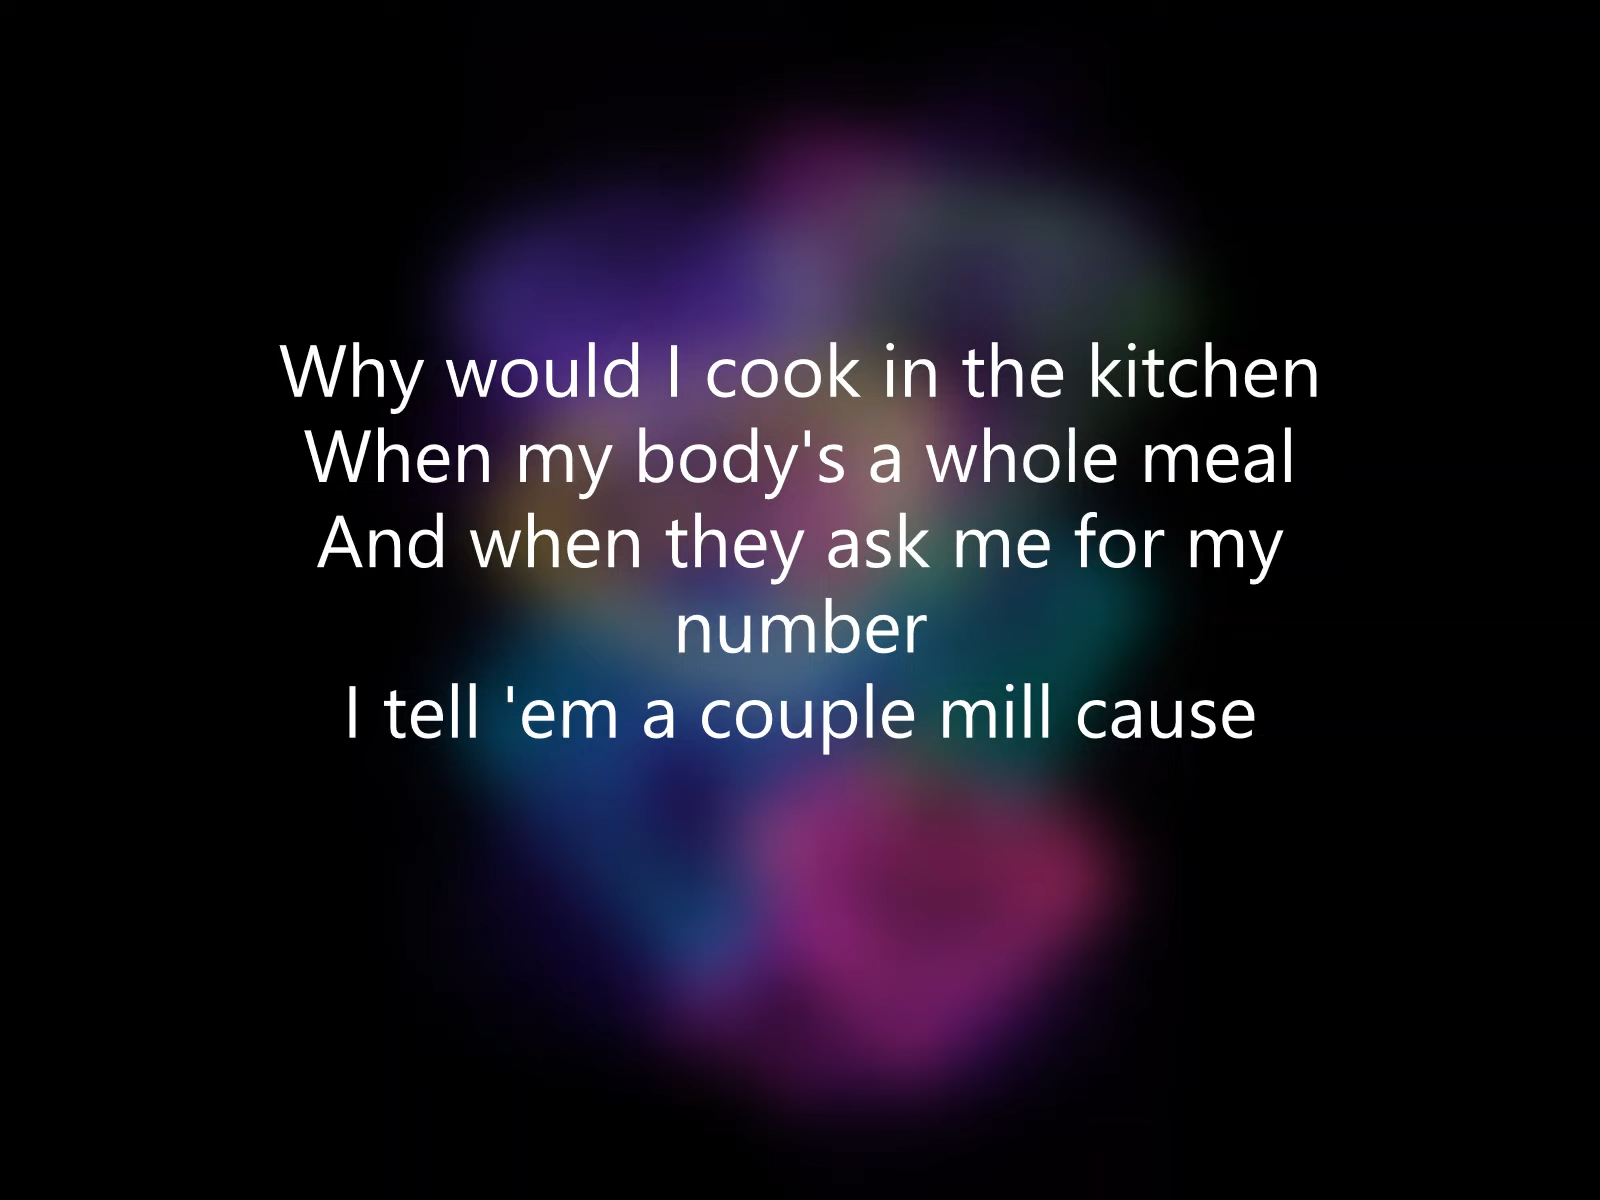 Why would I cook in the kitchen
When my body's a whole meal
And when they ask me for my
number
I tell 'em a couple mill cause